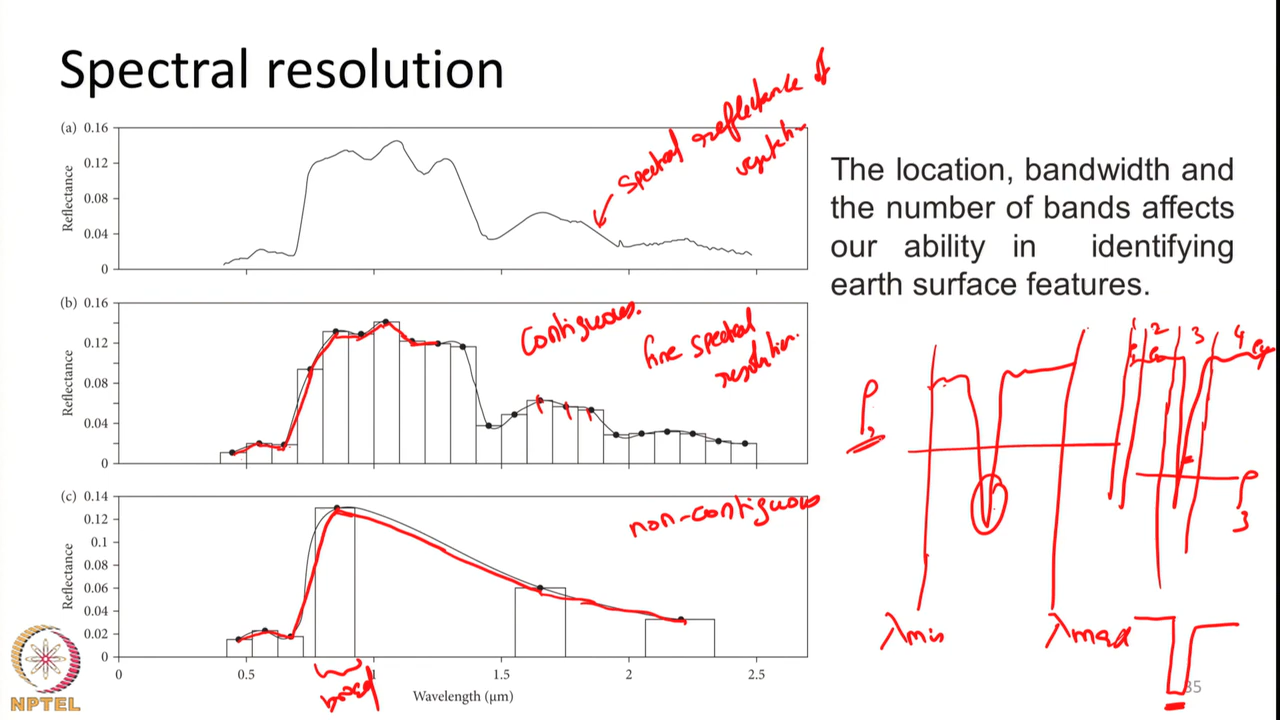 Spectral resolution
(a) 0.16
0.12
0.08
0.04
0
Reflectance
Spectral reflectance of
(b) 0.16
0.12
0.08
0.04
0
Reflectance
Contiguous.
fine spectral
resolution.
(c) 0.14
0.12
0.1
0.08
0.06
0.04
0.02
0
Reflectance
non-contiguous
0 0.5 1 1.5 2 2.5
broad
Wavelength (μm)
The location, bandwidth and
the number of bands affects
our ability in identifying
earth surface features.
1 2 3 4
ρ
2
ρ
3
λmin λmax
NPTEL
35